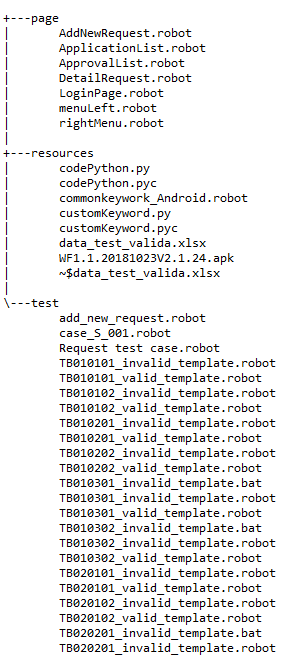 +---page
|       AddNewRequest.robot
|       ApplicationList.robot
|       ApprovalList.robot
|       DetailRequest.robot
|       LoginPage.robot
|       menuLeft.robot
|       rightMenu.robot
|
+---resources
|       codePython.py
|       codePython.pyc
|       commonkeywork_Android.robot
|       customKeyword.py
|       customKeyword.pyc
|       data_test_valida.xlsx
|       WF1.1.20181023V2.1.24.apk
|       ~$data_test_valida.xlsx
|
\---test
        add_new_request.robot
        case_S_001.robot
        Request test case.robot
        TB010101_invalid_template.robot
        TB010101_valid_template.robot
        TB010102_invalid_template.robot
        TB010102_valid_template.robot
        TB010201_invalid_template.robot
        TB010201_valid_template.robot
        TB010202_invalid_template.robot
        TB010202_valid_template.robot
        TB010301_invalid_template.bat
        TB010301_invalid_template.robot
        TB010301_valid_template.robot
        TB010302_invalid_template.bat
        TB010302_invalid_template.robot
        TB010302_valid_template.robot
        TB020101_invalid_template.robot
        TB020101_valid_template.robot
        TB020102_invalid_template.robot
        TB020102_valid_template.robot
        TB020201_invalid_template.bat
        TB020201_invalid_template.robot